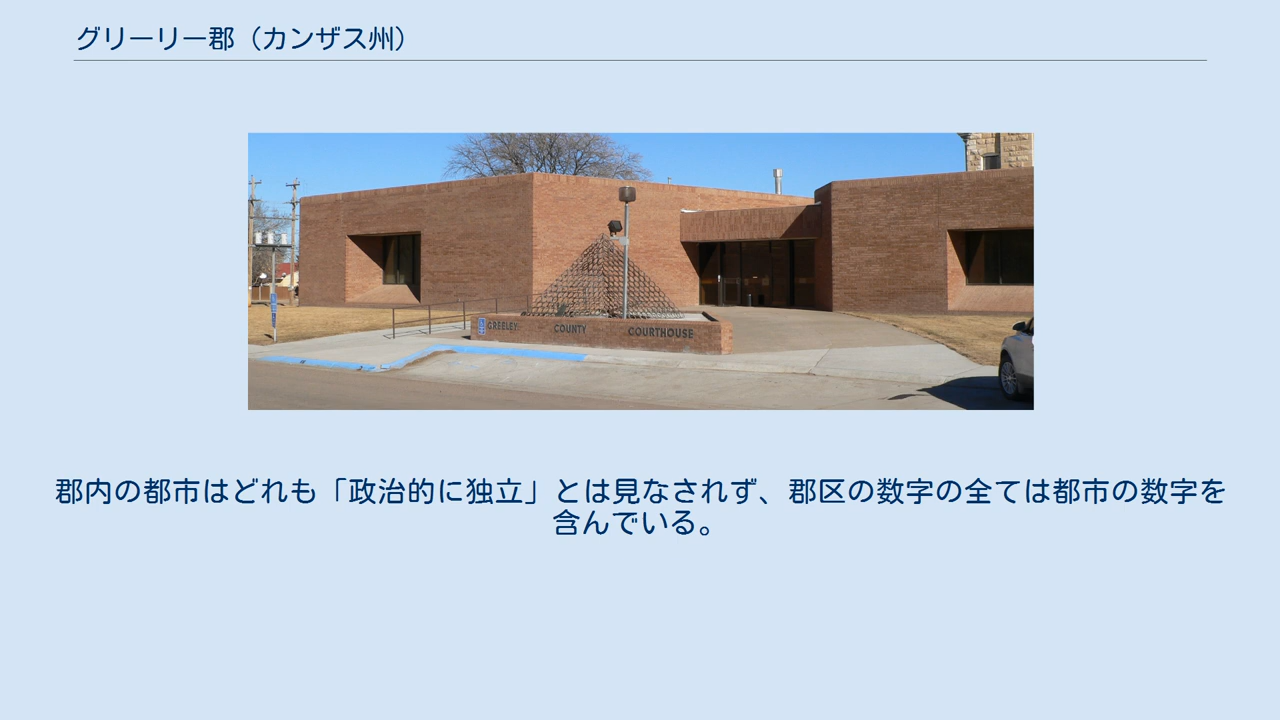 グリーリー郡（カンザス州）
GREELEY COUNTY COURTHOUSE
郡内の都市はどれも「政治的に独立」とは見なされず、郡区の数字の全ては都市の数字を
含んでいる。